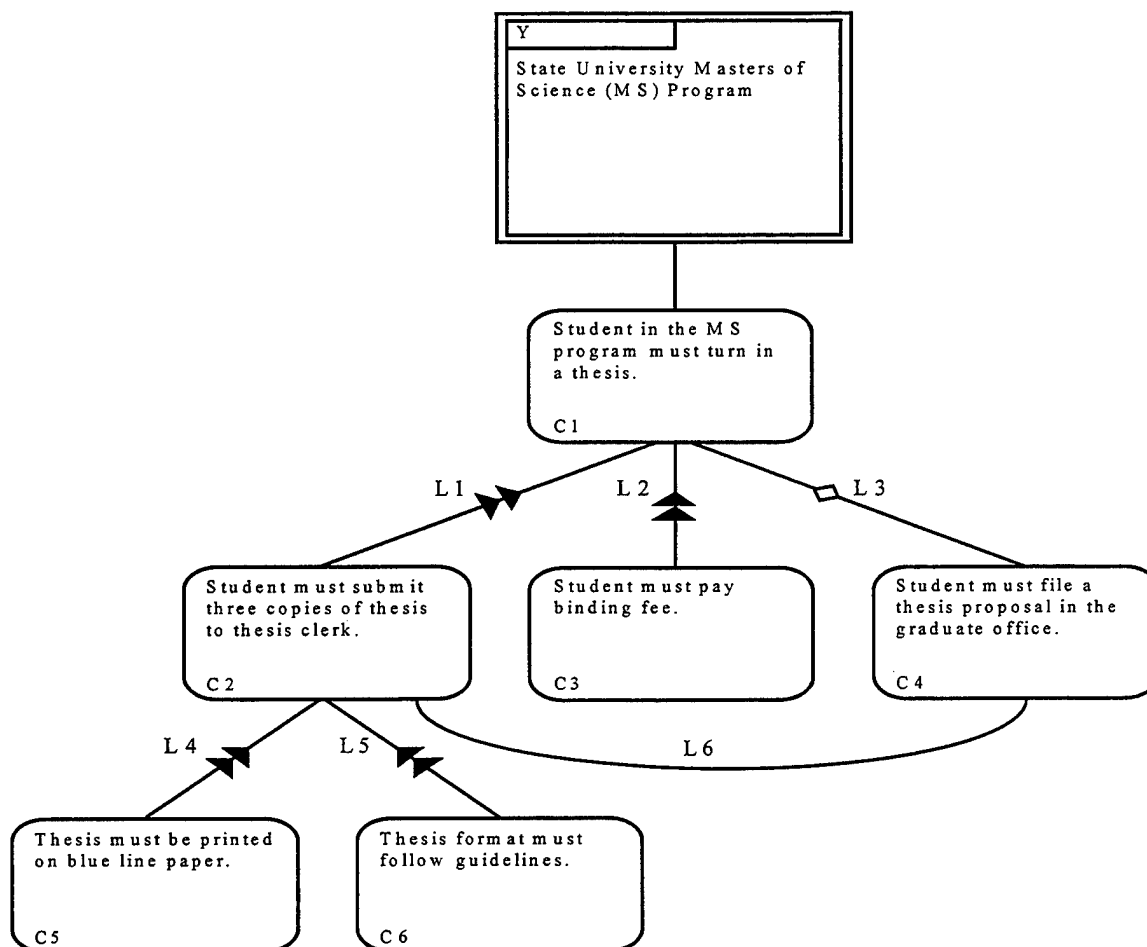 Y
State University Masters of
Science (MS) Program
Student in the MS
program must turn in
a thesis.
C1
L1
L2
L3
Student must submit
three copies of thesis
to thesis clerk.
C2
Student must pay
binding fee.
C3
Student must file a
thesis proposal in the
graduate office.
C4
L4
L5
L6
Thesis must be printed
on blue line paper.
C5
Thesis format must
follow guidelines.
C6